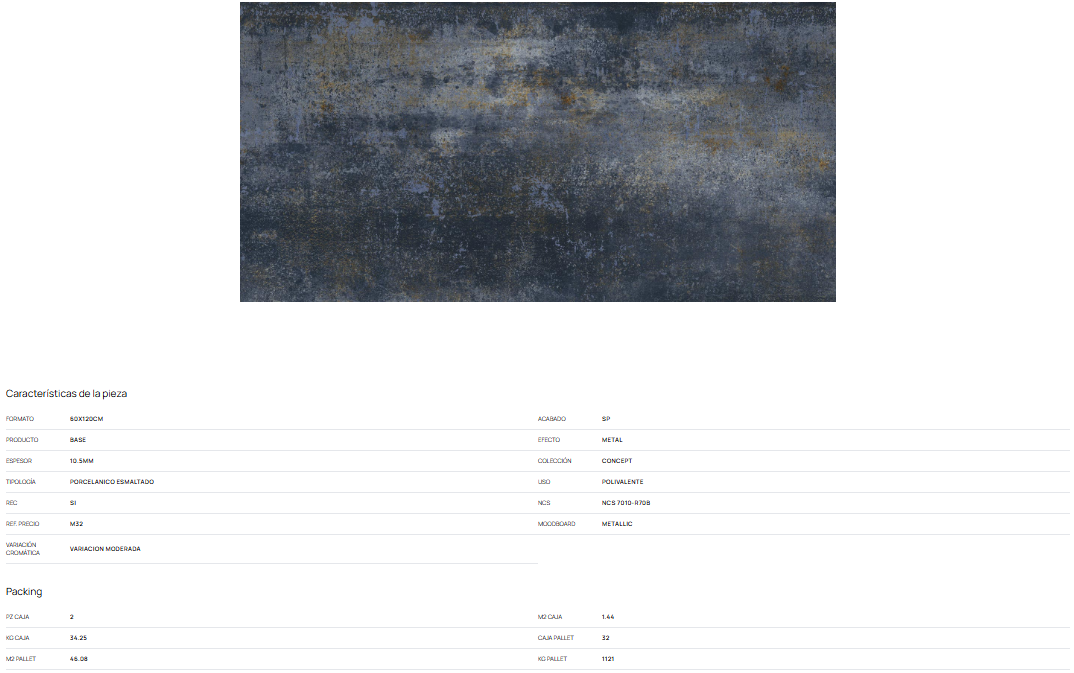 Características de la pieza
FORMATO 60X120CM
ACABADO SP
PRODUCTO BASE
EFECTO METAL
ESPESOR 10.5MM
COLECCIÓN CONCEPT
TIPOLOGÍA PORCELANICO ESMALTADO
USO POLIVALENTE
REC SI
NCS NCS 7010-R70B
REF. PRECIO M32
MOODBOARD METALLIC
VARIACIÓN
CROMÁTICA VARIACION MODERADA
Packing
PZ CAJA 2
M2 CAJA 1.44
KG CAJA 34.25
CAJA PALLET 32
M2 PALLET 46.08
KG PALLET 1121